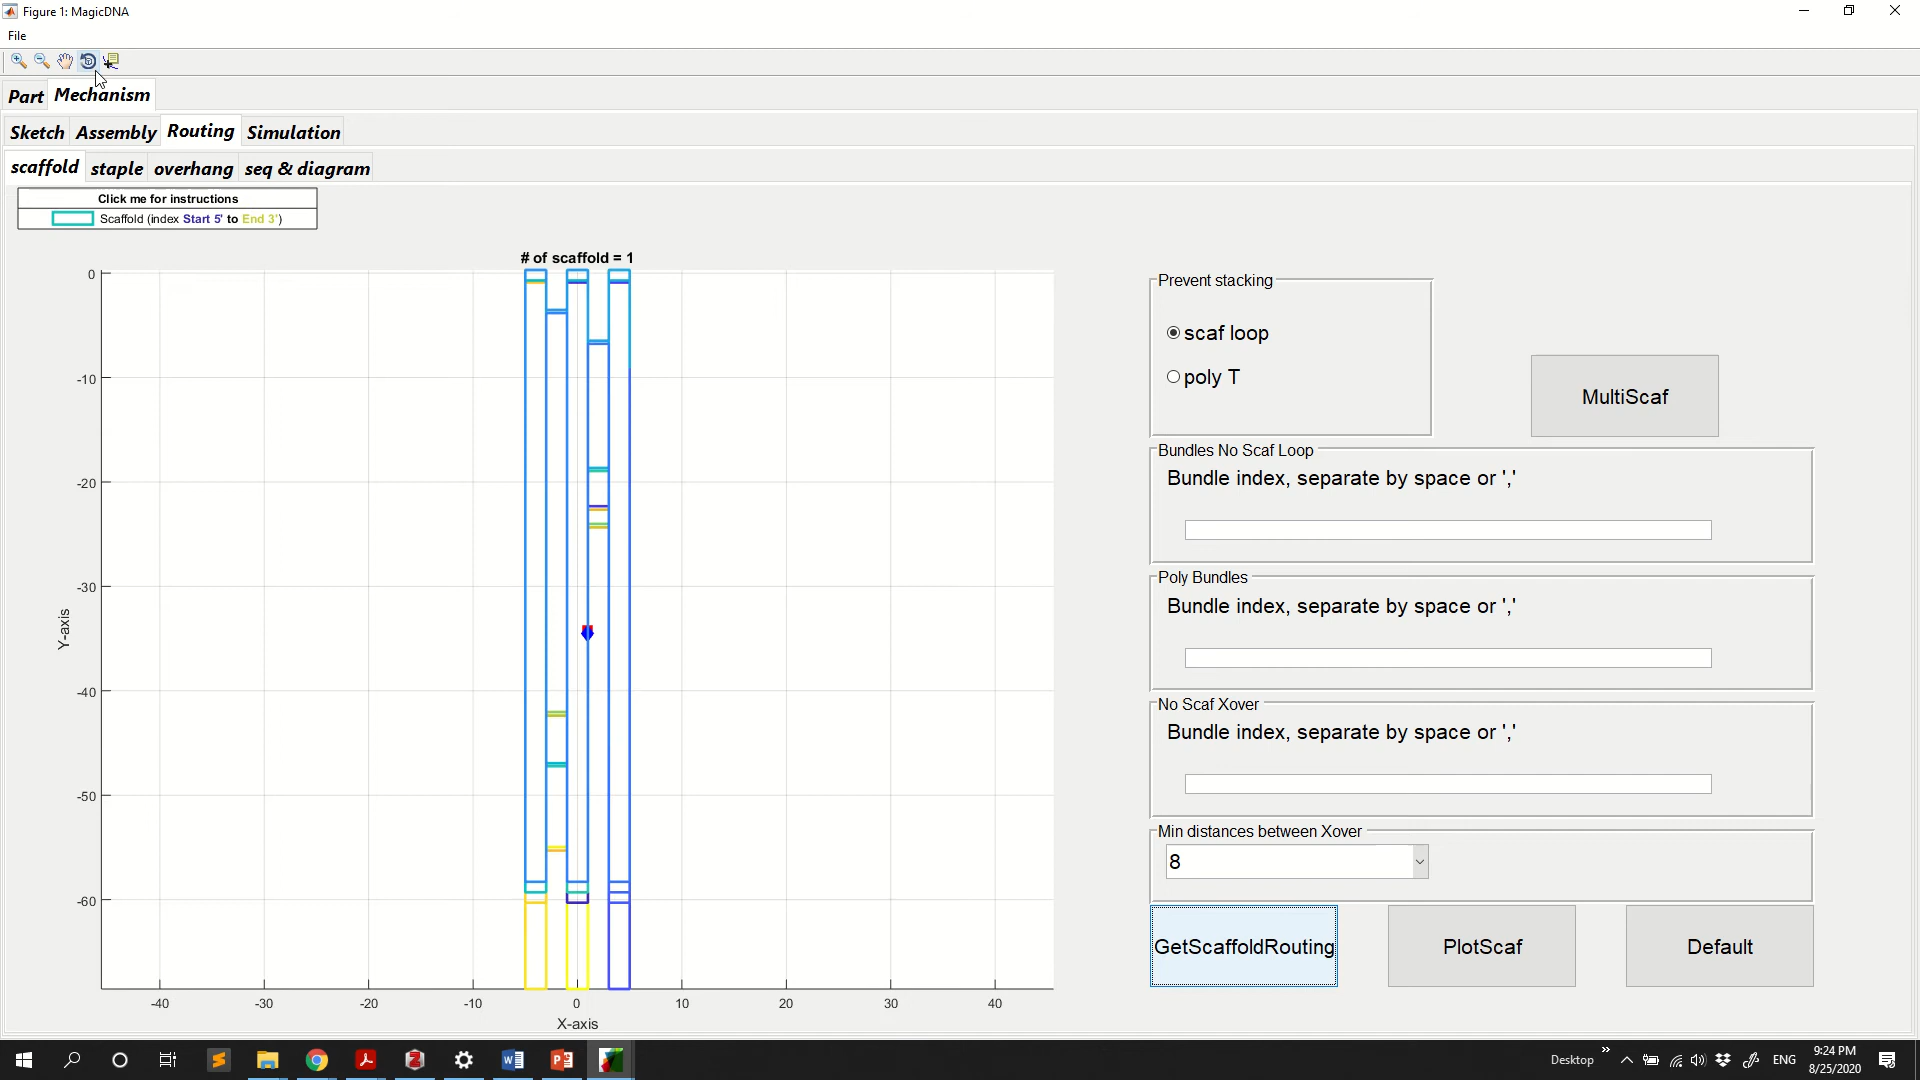 Figure 1: MagicDNA
File
Part Mechanism
Sketch Assembly Routing Simulation
scaffold staple overhang seq & diagram
Click me for instructions
Scaffold (index Start 5' to End 3')
# of scaffold = 1
0
-10
-20
-30
-40
-50
-60
Y-axis
-40 -30 -20 -10 0 10 20 30 40
X-axis
Prevent stacking
scaf loop
poly T
MultiScaf
Bundles No Scaf Loop
Bundle index, separate by space or ','
Poly Bundles
Bundle index, separate by space or ','
No Scaf Xover
Bundle index, separate by space or ','
Min distances between Xover
8
GetScaffoldRouting PlotScaf Default
Desktop » ENG 9:24 PM
8/25/2020